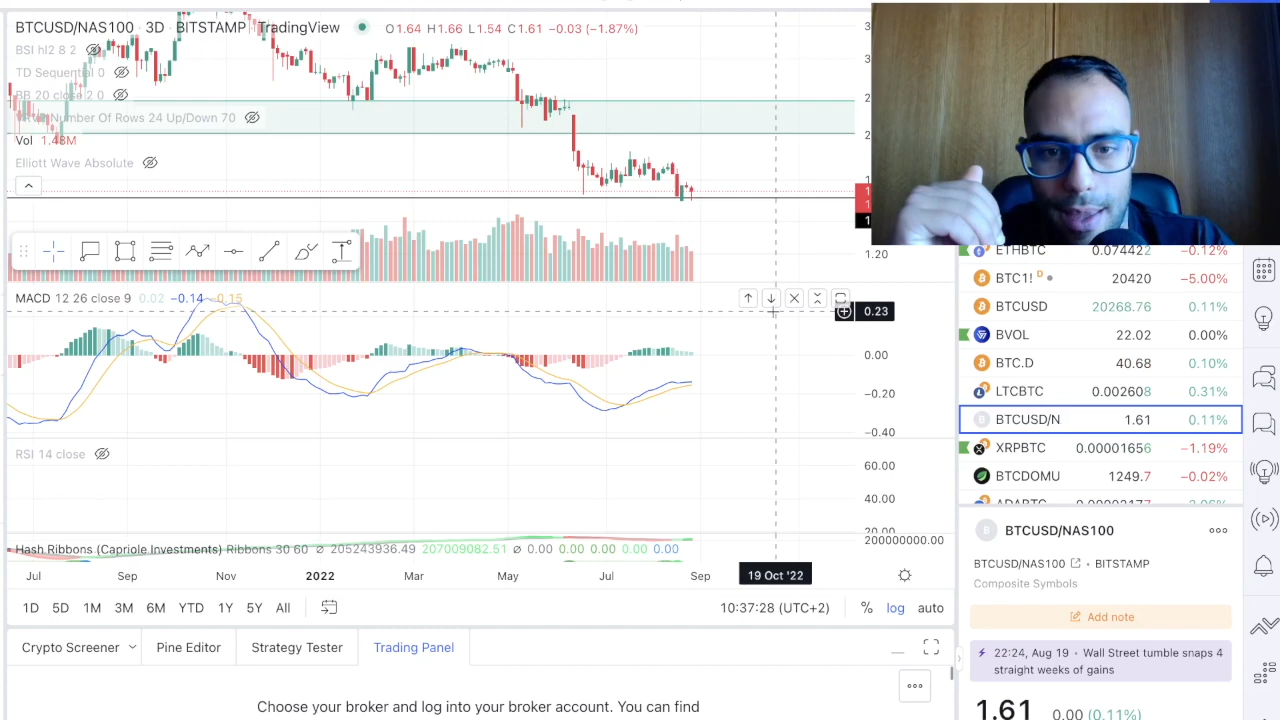 BTCUSD/NAS100 · 3D · BITSTAMP TradingView O1.64 H1.66 L1.54 C1.61 −0.03 (−1.87%)
BSI hl2 8 2
TD Sequential 0
BB 20 close 2 0
Number Of Rows 24 Up/Down 70
Vol 1.48M
Elliott Wave Absolute
1.20
MACD 12 26 close 9 0.02 −0.14 −0.15
0.23
0.00
−0.20
−0.40
RSI 14 close
60.00
40.00
20.00
Hash Ribbons (Capriole Investments) Ribbons 30 60 ∅ 205243936.49 207009082.51 ∅ 0.00 0.00 0.00 0.00 0.00
200000000.00
Jul Sep Nov 2022 Mar May Jul Sep 19 Oct '22
1D 5D 1M 3M 6M YTD 1Y 5Y All 10:37:28 (UTC+2) % log auto
Crypto Screener Pine Editor Strategy Tester Trading Panel
Choose your broker and log into your broker account. You can find
ETHBTC 0.074422 −0.12%
BTC1! D 20420 −5.00%
BTCUSD 20268.76 0.11%
BVOL 22.02 0.00%
BTC.D 40.68 0.10%
LTCBTC 0.002608 0.31%
BTCUSD/N 1.61 0.11%
XRPBTC 0.00001656 −1.19%
BTCDOMU 1249.7 −0.02%
BTCUSD/NAS100
BTCUSD/NAS100 • BITSTAMP
Composite Symbols
Add note
22:24, Aug 19 • Wall Street tumble snaps 4
straight weeks of gains
1.61 0.00 (0.11%)